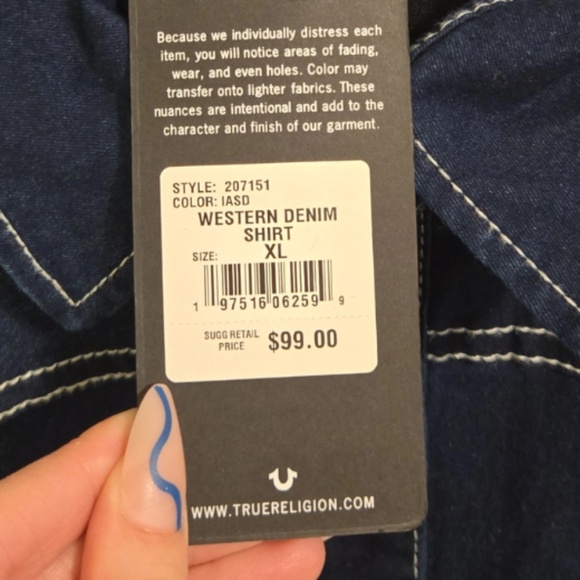 Because we individually distress each
item, you will notice areas of fading,
wear, and even holes. Color may
transfer onto lighter fabrics. These
nuances are intentional and add to the
character and finish of our garment.
STYLE: 207151
COLOR: IASD
WESTERN DENIM
SHIRT
SIZE: XL
1 97516 06259 9
SUGG RETAIL
PRICE $99.00
WWW.TRUERELIGION.COM